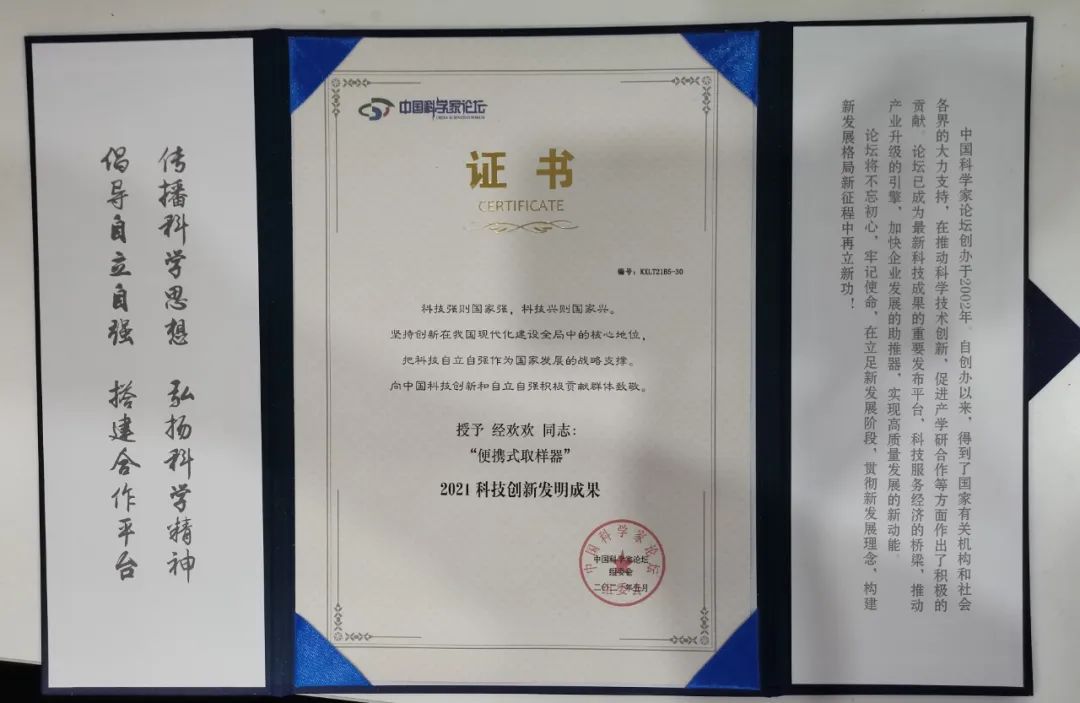 传播科学思想 弘扬科学精神
倡导自立自强 搭建合作平台
中国科学家论坛
证书
CERTIFICATE
编号：KXLT21B5-30
科技强则国家强，科技兴则国家兴。
坚持创新在我国现代化建设全局中的核心地位，
把科技自立自强作为国家发展的战略支撑。
向中国科技创新和自立自强积极贡献群体致敬。
授予 经欢欢 同志：
“便携式取样器”
2021 科技创新发明成果
中国科学家论坛
中国科学家论坛
组委会
组委会
中国科学家论坛创办于2002年。自创办以来，得到了国家有关机构和社会
各界的大力支持，在推动科学技术创新，促进产学研合作等方面作出了积极的
贡献。论坛已成为最新科技成果的重要发布平台，科技服务经济的桥梁，推动
产业升级的引擎，加快企业发展的助推器，实现高质量发展的新动能。
论坛将不忘初心，牢记使命，在立足新发展阶段，贯彻新发展理念，构建
新发展格局新征程中再立新功！